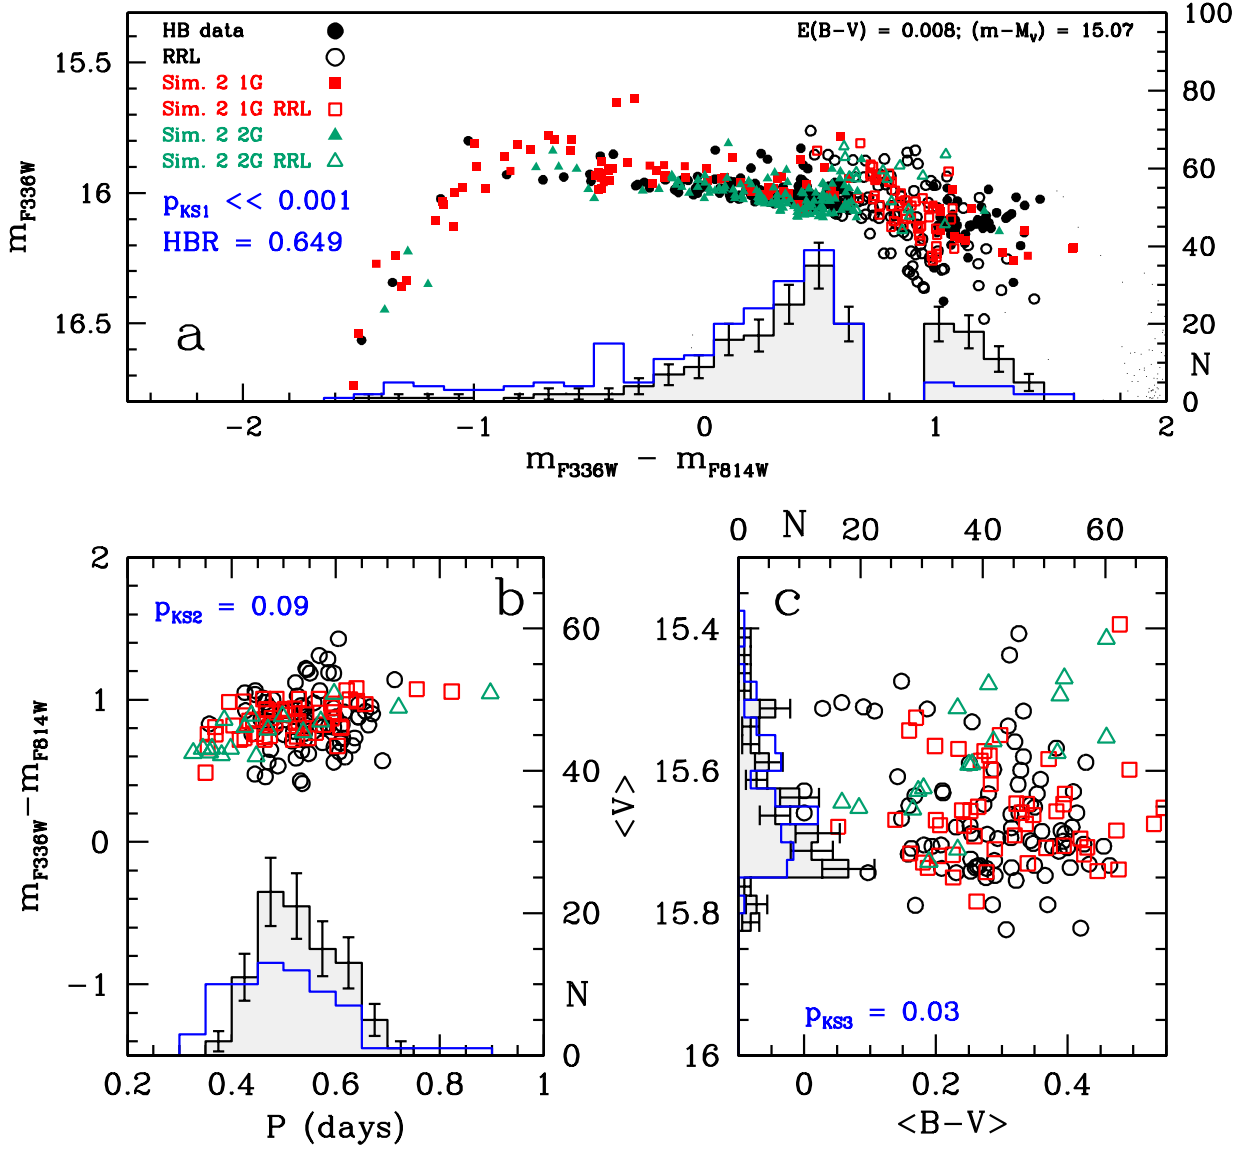 HB data
RRL
Sim. 2 1G
Sim. 2 1G RRL
Sim. 2 2G
Sim. 2 2G RRL
p_KS1 << 0.001
HBR = 0.649
E(B−V) = 0.008; (m−M_V) = 15.07
a
m_F336W
15.5
16
16.5
100
80
60
40
20
0
N
−2
−1
0
1
2
m_F336W − m_F814W
b
p_KS2 = 0.09
m_F336W−m_F814W
2
1
0
−1
60
40
20
0
N
0.2
0.4
0.6
0.8
1
P (days)
c
0
N
20
40
60
<V>
15.4
15.6
15.8
16
p_KS3 = 0.03
0
0.2
0.4
<B−V>